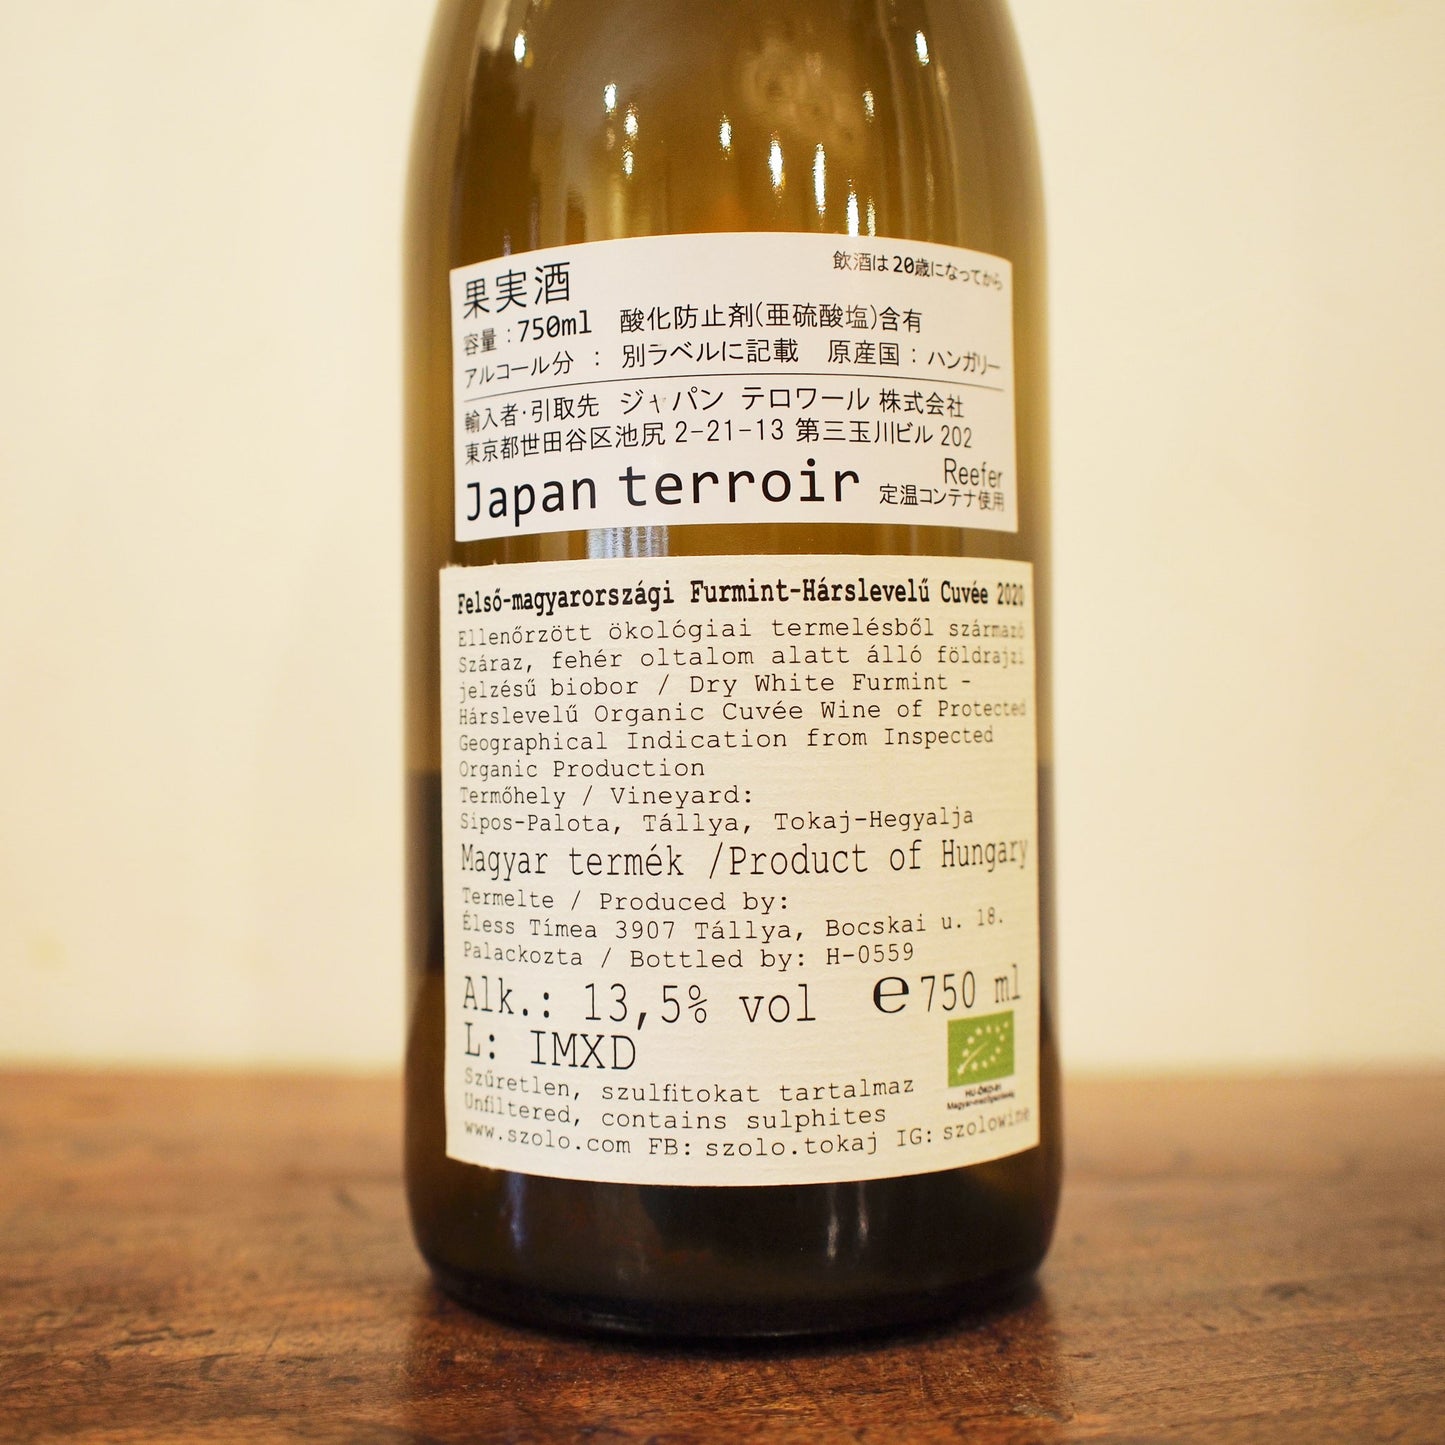 果実酒
飲酒は20歳になってから
容量:750ml 酸化防止剤(亜硫酸塩)含有
アルコール分 : 別ラベルに記載 原産国:ハンガリー
輸入者・引取先 ジャパン テロワール 株式会社
東京都世田谷区池尻 2-21-13 第三玉川ビル 202
Japan terroir
Reefer
定温コンテナ使用
Felső-magyarországi Furmint-Hárslevelű Cuvée 2020
Ellenőrzött ökológiai termelésből származó
Száraz, fehér oltalom alatt álló földrajzi
jelzésű biobor / Dry White Furmint -
Hárslevelű Organic Cuvée Wine of Protected
Geographical Indication from Inspected
Organic Production
Termőhely / Vineyard:
Sipos-Palota, Tállya, Tokaj-Hegyalja
Magyar termék /Product of Hungary
Termelte / Produced by:
Éless Tímea 3907 Tállya, Bocskai u. 18.
Palackozta / Bottled by: H-0559
Alk.: 13,5% vol e 750 ml
L: IMXD
HU-ÖKO-01
Magyar mezőgazdaság
Szűretlen, szulfitokat tartalmaz
Unfiltered, contains sulphites
www.szolo.com FB: szolo.tokaj IG: szolowine